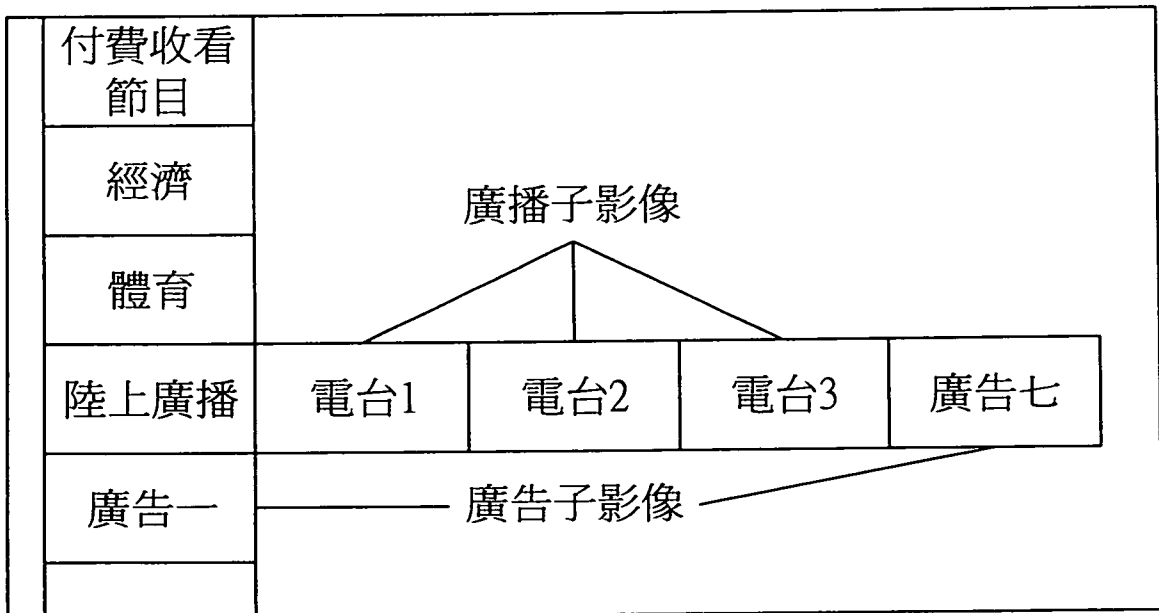 付費收看
節目
經濟
廣播子影像
體育
陸上廣播 電台1 電台2 電台3 廣告七
廣告一 廣告子影像